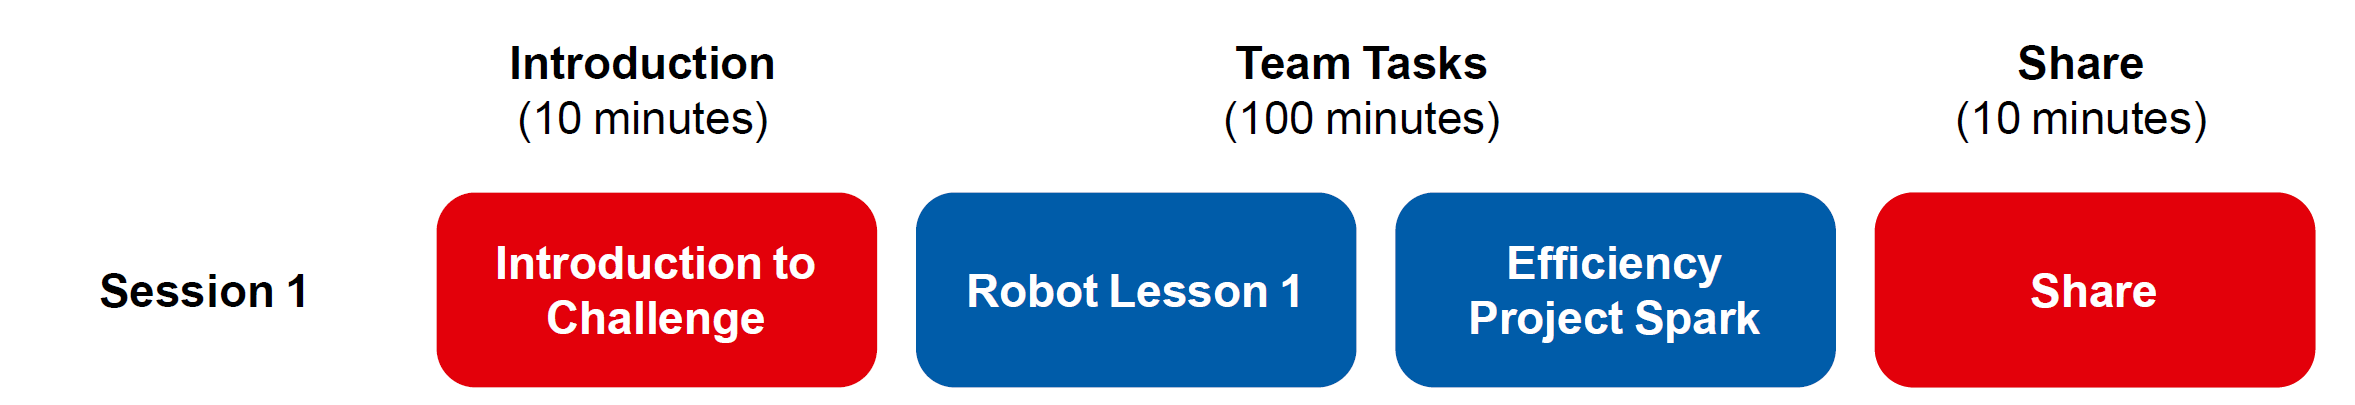 Introduction
(10 minutes)
Team Tasks
(100 minutes)
Share
(10 minutes)
Session 1
Introduction to
Challenge
Robot Lesson 1
Efficiency
Project Spark
Share